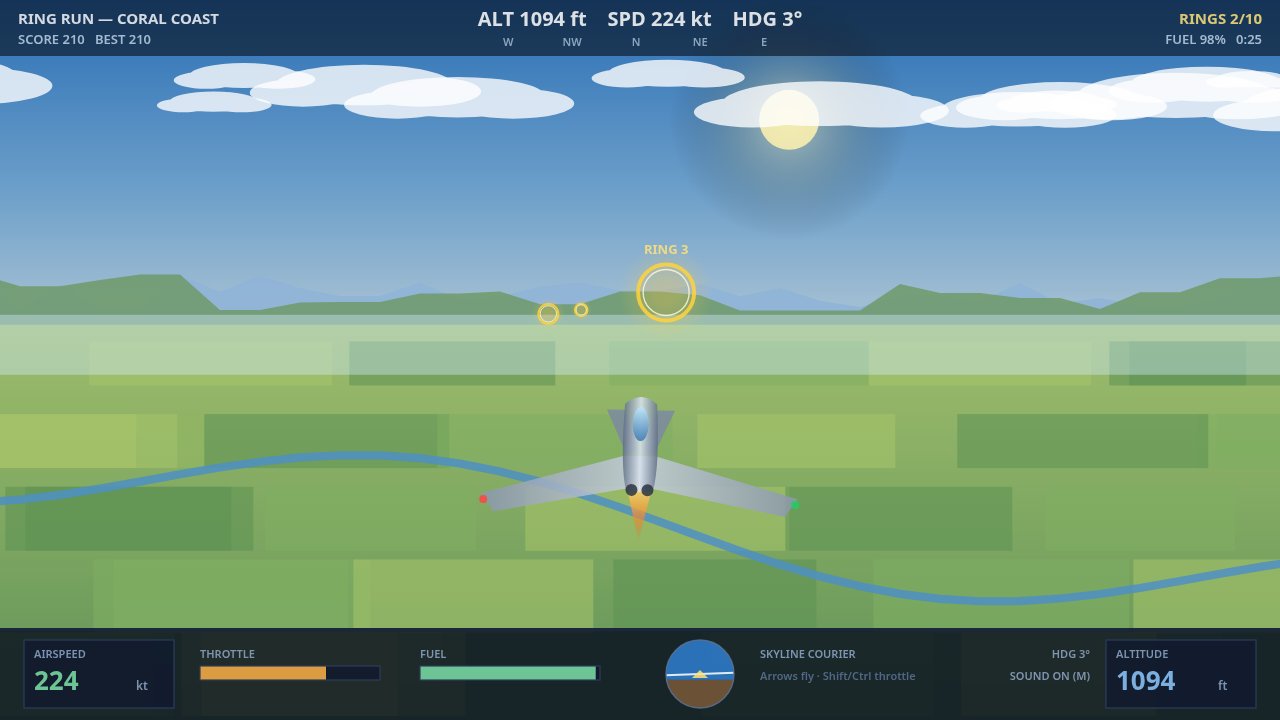 RING RUN — CORAL COAST
SCORE 210 BEST 210
ALT 1094 ft SPD 224 kt HDG 3°
W NW N NE E
RINGS 2/10
FUEL 98% 0:25
RING 3
AIRSPEED
224 kt
THROTTLE
FUEL
SKYLINE COURIER
Arrows fly · Shift/Ctrl throttle
HDG 3°
SOUND ON (M)
ALTITUDE
1094 ft